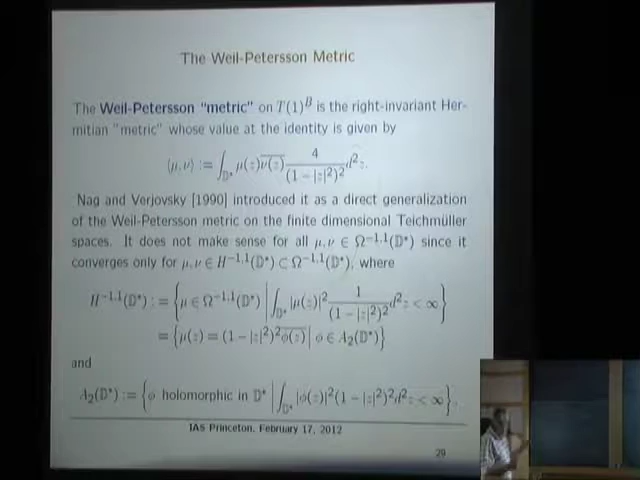 The Weil-Petersson Metric
The Weil-Petersson "metric" on T(1)^B is the right-invariant Her-
mitian "metric" whose value at the identity is given by
⟨μ, ν⟩ := ∫_{𝔻*} μ(z)\overline{ν(z)} 4/(1−|z|²)² d²z.
Nag and Verjovsky [1990] introduced it as a direct generalization
of the Weil-Petersson metric on the finite dimensional Teichmüller
spaces. It does not make sense for all μ, ν ∈ Ω^{−1,1}(𝔻*) since it
converges only for μ, ν ∈ H^{−1,1}(𝔻*) ⊂ Ω^{−1,1}(𝔻*), where
H^{−1,1}(𝔻*) := {μ ∈ Ω^{−1,1}(𝔻*) | ∫_{𝔻*} |μ(z)|² 1/(1−|z|²)² d²z < ∞}
= {μ(z) = (1−|z|²)²\overline{φ(z)} | φ ∈ A₂(𝔻*)}
and
A₂(𝔻*) := {φ holomorphic in 𝔻* | ∫_{𝔻*} |φ(z)|²(1−|z|²)² d²z < ∞}.
IAS Princeton, February 17, 2012
29